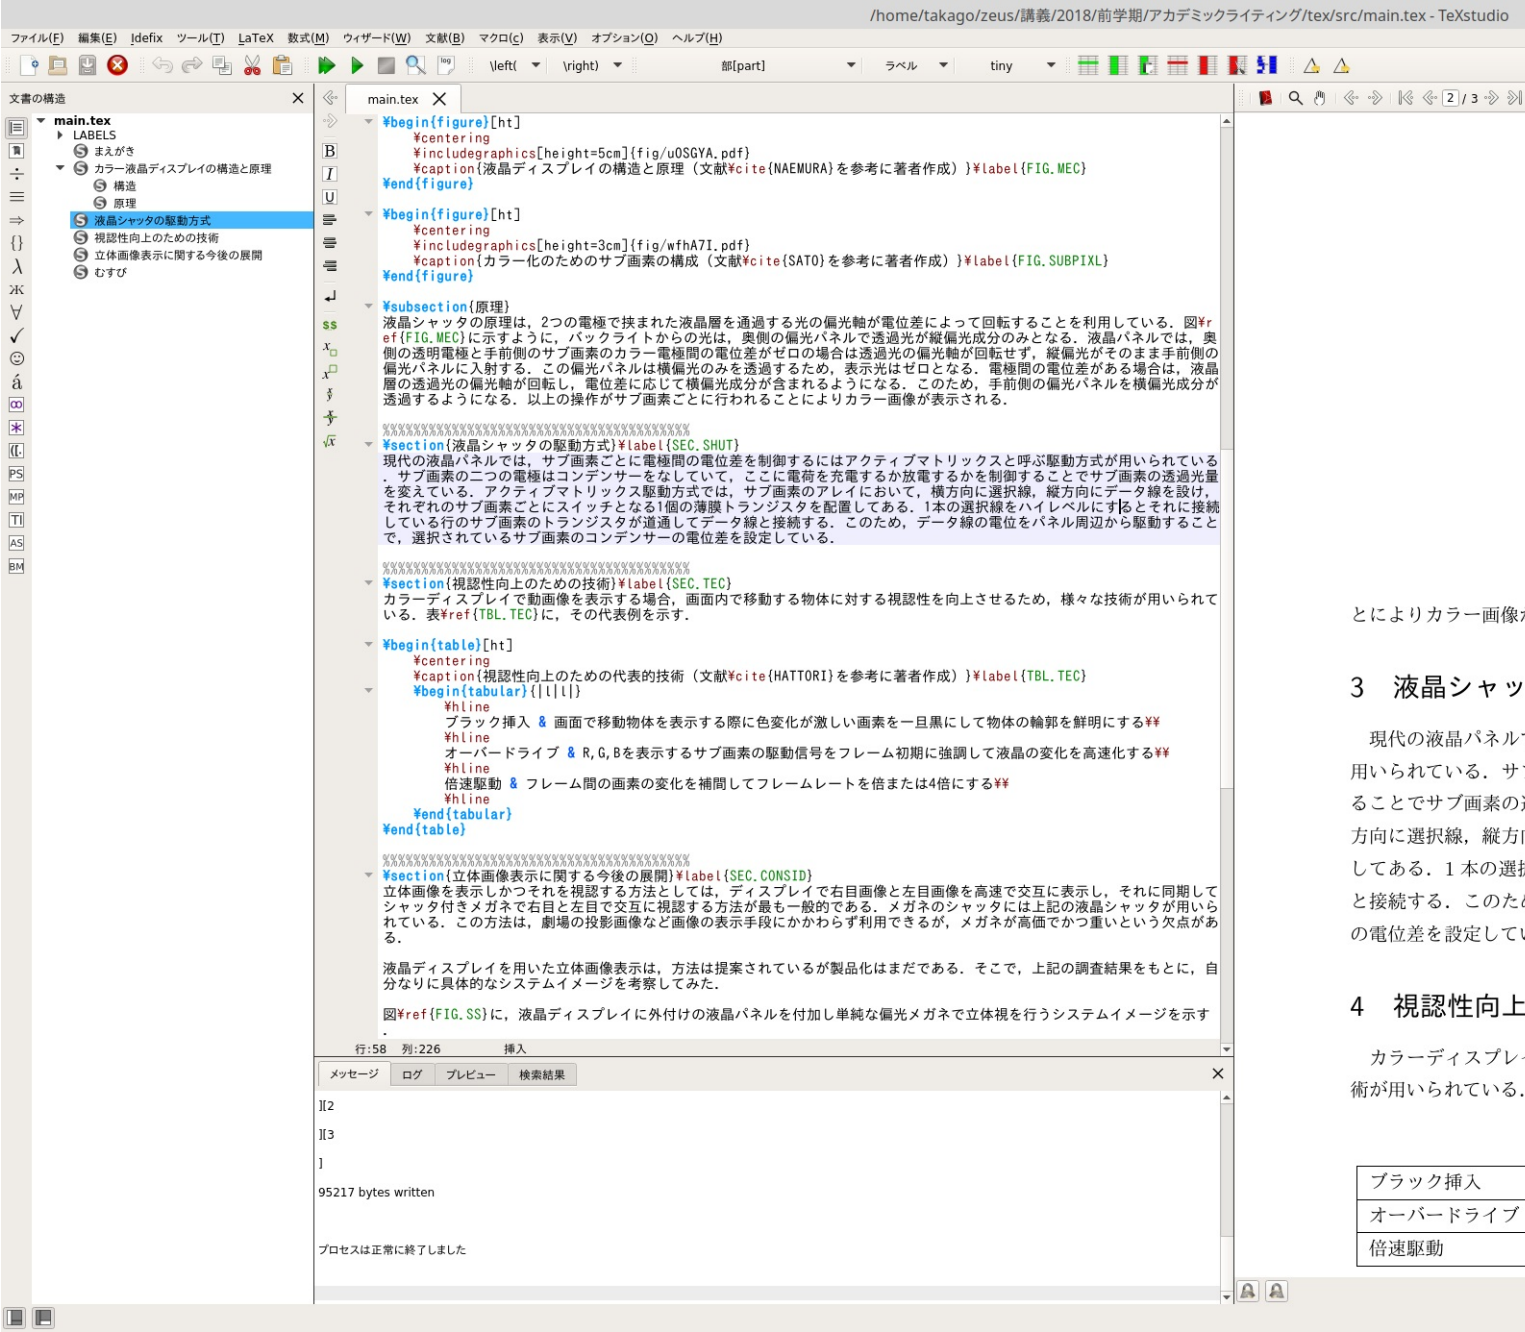 /home/takago/zeus/講義/2018/前学期/アカデミックライティング/tex/src/main.tex - TeXstudio
ファイル(F) 編集(E) Idefix ツール(T) LaTeX 数式(M) ウィザード(W) 文献(B) マクロ(c) 表示(V) オプション(O) ヘルプ(H)
\left( \right) 部[part] ラベル tiny
文書の構造
main.tex
LABELS
まえがき
カラー液晶ディスプレイの構造と原理
構造
原理
液晶シャッタの駆動方式
視認性向上のための技術
立体画像表示に関する今後の展開
むすび
PS
MP
TI
AS
BM
main.tex
¥begin{figure}[ht]
¥centering
¥includegraphics[height=5cm]{fig/uOSGYA.pdf}
¥caption{液晶ディスプレイの構造と原理（文献¥cite{NAEMURA}を参考に著者作成）}¥label{FIG.MEC}
¥end{figure}
¥begin{figure}[ht]
¥centering
¥includegraphics[height=3cm]{fig/wfhA7I.pdf}
¥caption{カラー化のためのサブ画素の構成（文献¥cite{SATO}を参考に著者作成）}¥label{FIG.SUBPIXL}
¥end{figure}
¥subsection{原理}
液晶シャッタの原理は，2つの電極で挟まれた液晶層を通過する光の偏光軸が電位差によって回転することを利用している．図¥r
ef{FIG.MEC}に示すように，バックライトからの光は，奥側の偏光パネルで透過光が縦偏光成分のみとなる．液晶パネルでは，奥
側の透明電極と手前側のサブ画素のカラー電極間の電位差がゼロの場合は透過光の偏光軸が回転せず，縦偏光がそのまま手前側の
偏光パネルに入射する．この偏光パネルは横偏光のみを透過するため，表示光はゼロとなる．電極間の電位差がある場合は，液晶
層の透過光の偏光軸が回転し，電位差に応じて横偏光成分が含まれるようになる．このため，手前側の偏光パネルを横偏光成分が
透過するようになる．以上の操作がサブ画素ごとに行われることによりカラー画像が表示される．
%%%%%%%%%%%%%%%%%%%%%%%%%%%%%%%%%%%%%%%%
¥section{液晶シャッタの駆動方式}¥label{SEC.SHUT}
現代の液晶パネルでは，サブ画素ごとに電極間の電位差を制御するにはアクティブマトリックスと呼ぶ駆動方式が用いられている
．サブ画素の二つの電極はコンデンサーをなしていて，ここに電荷を充電するか放電するかを制御することでサブ画素の透過光量
を変えている．アクティブマトリックス駆動方式では，サブ画素のアレイにおいて，横方向に選択線，縦方向にデータ線を設け，
それぞれのサブ画素ごとにスイッチとなる1個の薄膜トランジスタを配置してある．1本の選択線をハイレベルにするとそれに接続
している行のサブ画素のトランジスタが道通してデータ線と接続する．このため，データ線の電位をパネル周辺から駆動すること
で，選択されているサブ画素のコンデンサーの電位差を設定している．
%%%%%%%%%%%%%%%%%%%%%%%%%%%%%%%%%%%%%%%%
¥section{視認性向上のための技術}¥label{SEC.TEC}
カラーディスプレイで動画像を表示する場合，画面内で移動する物体に対する視認性を向上させるため，様々な技術が用いられて
いる．表¥ref{TBL.TEC}に，その代表例を示す．
¥begin{table}[ht]
¥centering
¥caption{視認性向上のための代表的技術（文献¥cite{HATTORI}を参考に著者作成）}¥label{TBL.TEC}
¥begin{tabular}{|l|l|}
¥hline
ブラック挿入 & 画面で移動物体を表示する際に色変化が激しい画素を一旦黒にして物体の輪郭を鮮明にする¥¥
¥hline
オーバードライブ & R,G,Bを表示するサブ画素の駆動信号をフレーム初期に強調して液晶の変化を高速化する¥¥
¥hline
倍速駆動 & フレーム間の画素の変化を補間してフレームレートを倍または4倍にする¥¥
¥hline
¥end{tabular}
¥end{table}
%%%%%%%%%%%%%%%%%%%%%%%%%%%%%%%%%%%%%%%%
¥section{立体画像表示に関する今後の展開}¥label{SEC.CONSID}
立体画像を表示しかつそれを視認する方法としては，ディスプレイで右目画像と左目画像を高速で交互に表示し，それに同期して
シャッタ付きメガネで右目と左目で交互に視認する方法が最も一般的である．メガネのシャッタには上記の液晶シャッタが用いら
れている．この方法は，劇場の投影画像など画像の表示手段にかかわらず利用できるが，メガネが高価でかつ重いという欠点があ
る．
液晶ディスプレイを用いた立体画像表示は，方法は提案されているが製品化はまだである．そこで，上記の調査結果をもとに，自
分なりに具体的なシステムイメージを考察してみた．
図¥ref{FIG.SS}に，液晶ディスプレイに外付けの液晶パネルを付加し単純な偏光メガネで立体視を行うシステムイメージを示す
．
行:58 列:226 挿入
メッセージ ログ プレビュー 検索結果
][2
][3
]
95217 bytes written
プロセスは正常に終了しました
2 / 3
とによりカラー画像
3 液晶シャッ
現代の液晶パネル
用いられている．サ
ることでサブ画素の
方向に選択線，縦方
してある．1 本の選
と接続する．このた
の電位差を設定して
4 視認性向上
カラーディスプレ
術が用いられている．
ブラック挿入
オーバードライブ
倍速駆動